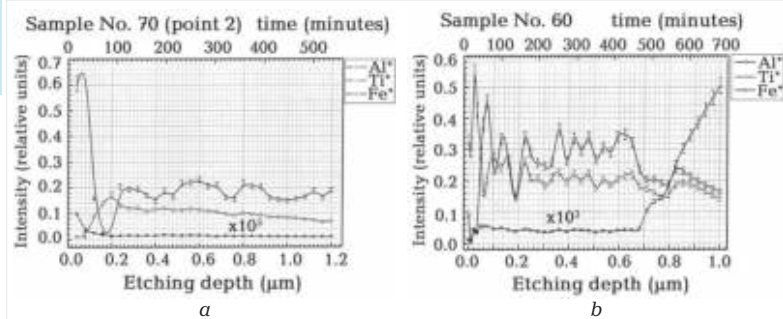 Sample No. 70 (point 2) time (minutes)
0 100 200 300 400 500
0.7
0.6
0.5
0.4
0.3
0.2
0.1
0.0
Intensity (relative units)
Al⁺
Ti⁺
Fe⁺
x10³
0.0 0.2 0.4 0.6 0.8 1.0 1.2
Etching depth (μm)
a
Sample No. 60 time (minutes)
0 100 200 300 400 500 600 700
0.6
0.5
0.4
0.3
0.2
0.1
0.0
Intensity (relative units)
Al⁺
Ti⁺
Fe⁺
x10³
0.0 0.2 0.4 0.6 0.8 1.0
Etching depth (μm)
b